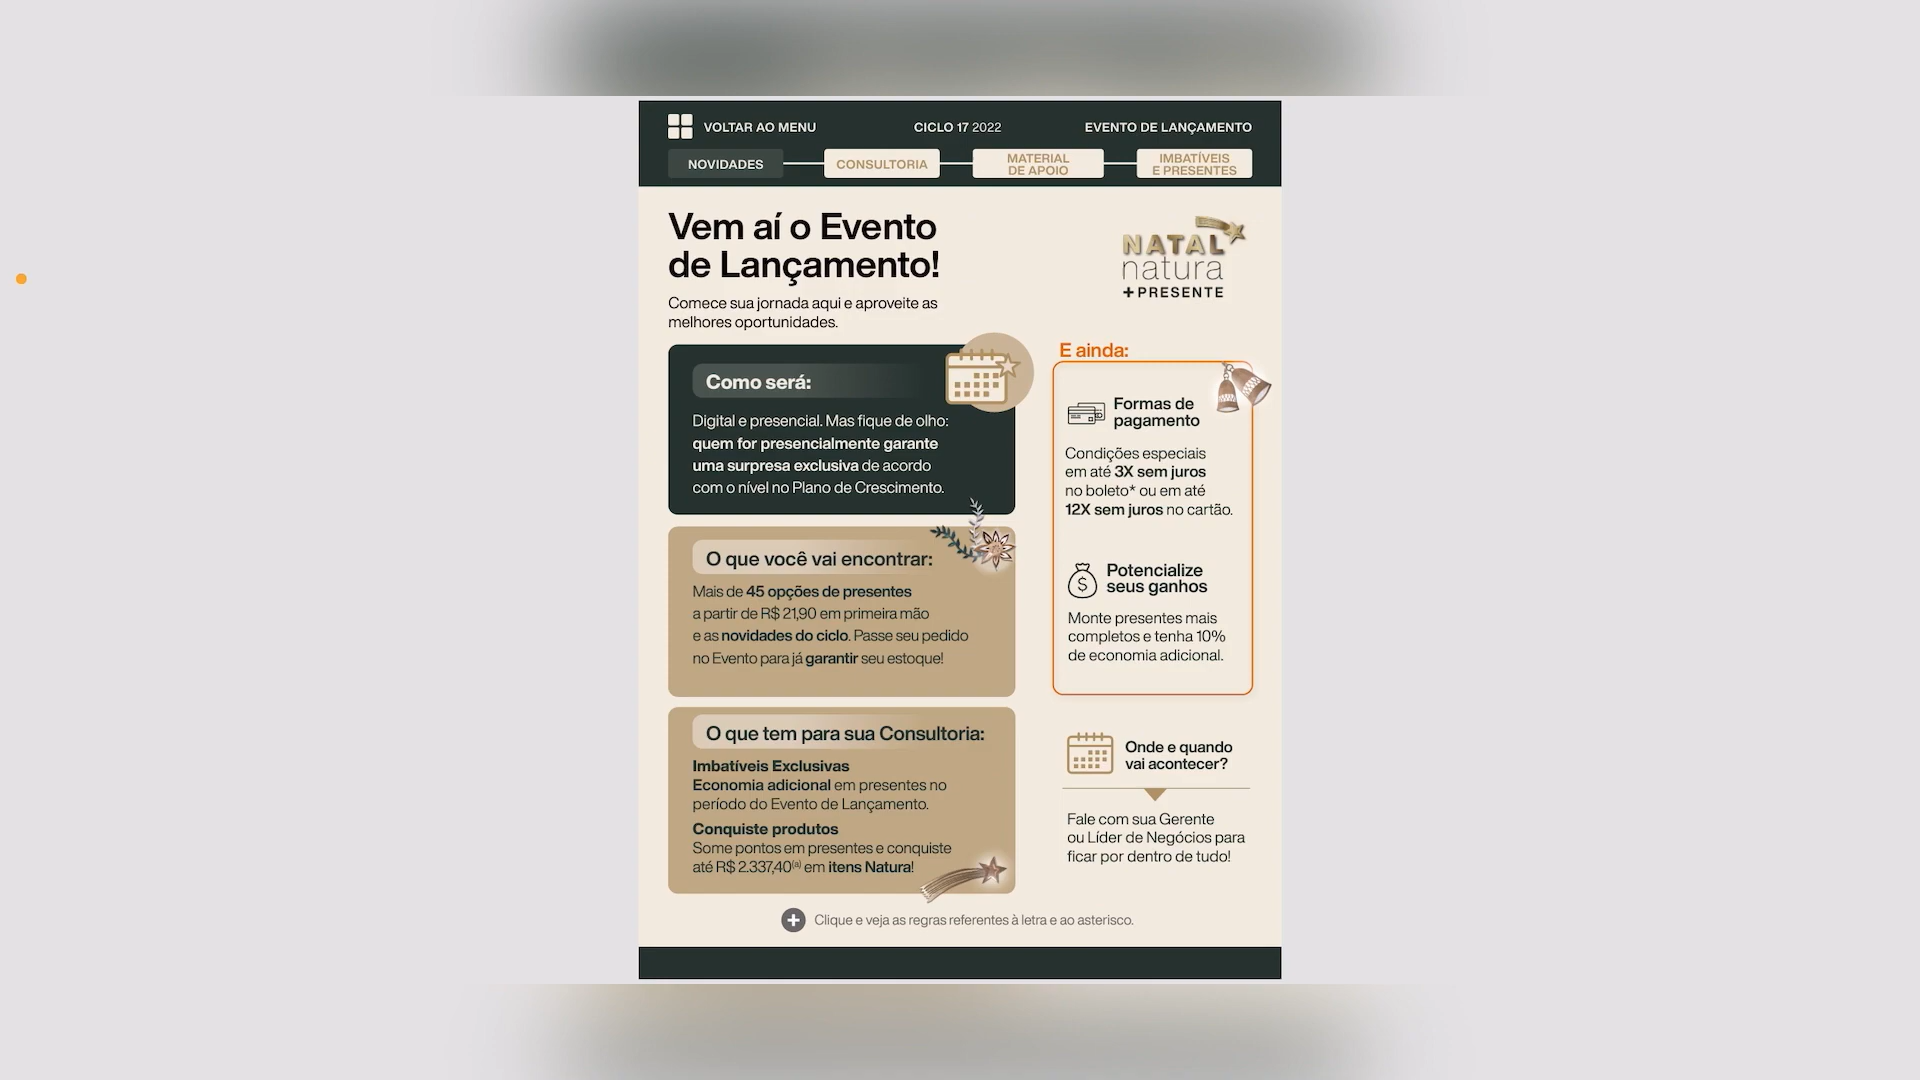 VOLTAR AO MENU
CICLO 17 2022
EVENTO DE LANÇAMENTO
NOVIDADES
CONSULTORIA
MATERIAL
DE APOIO
IMBATÍVEIS
E PRESENTES
Vem aí o Evento
de Lançamento!
Comece sua jornada aqui e aproveite as
melhores oportunidades.
NATAL
natura
+PRESENTE
Como será:
Digital e presencial. Mas fique de olho:
quem for presencialmente garante
uma surpresa exclusiva de acordo
com o nível no Plano de Crescimento.
O que você vai encontrar:
Mais de 45 opções de presentes
a partir de R$ 21,90 em primeira mão
e as novidades do ciclo. Passe seu pedido
no Evento para já garantir seu estoque!
O que tem para sua Consultoria:
Imbatíveis Exclusivas
Economia adicional em presentes no
período do Evento de Lançamento.
Conquiste produtos
Some pontos em presentes e conquiste
até R$ 2.337,40(a) em itens Natura!
E ainda:
Formas de
pagamento
Condições especiais
em até 3X sem juros
no boleto* ou em até
12X sem juros no cartão.
Potencialize
seus ganhos
Monte presentes mais
completos e tenha 10%
de economia adicional.
Onde e quando
vai acontecer?
Fale com sua Gerente
ou Líder de Negócios para
ficar por dentro de tudo!
Clique e veja as regras referentes à letra e ao asterisco.